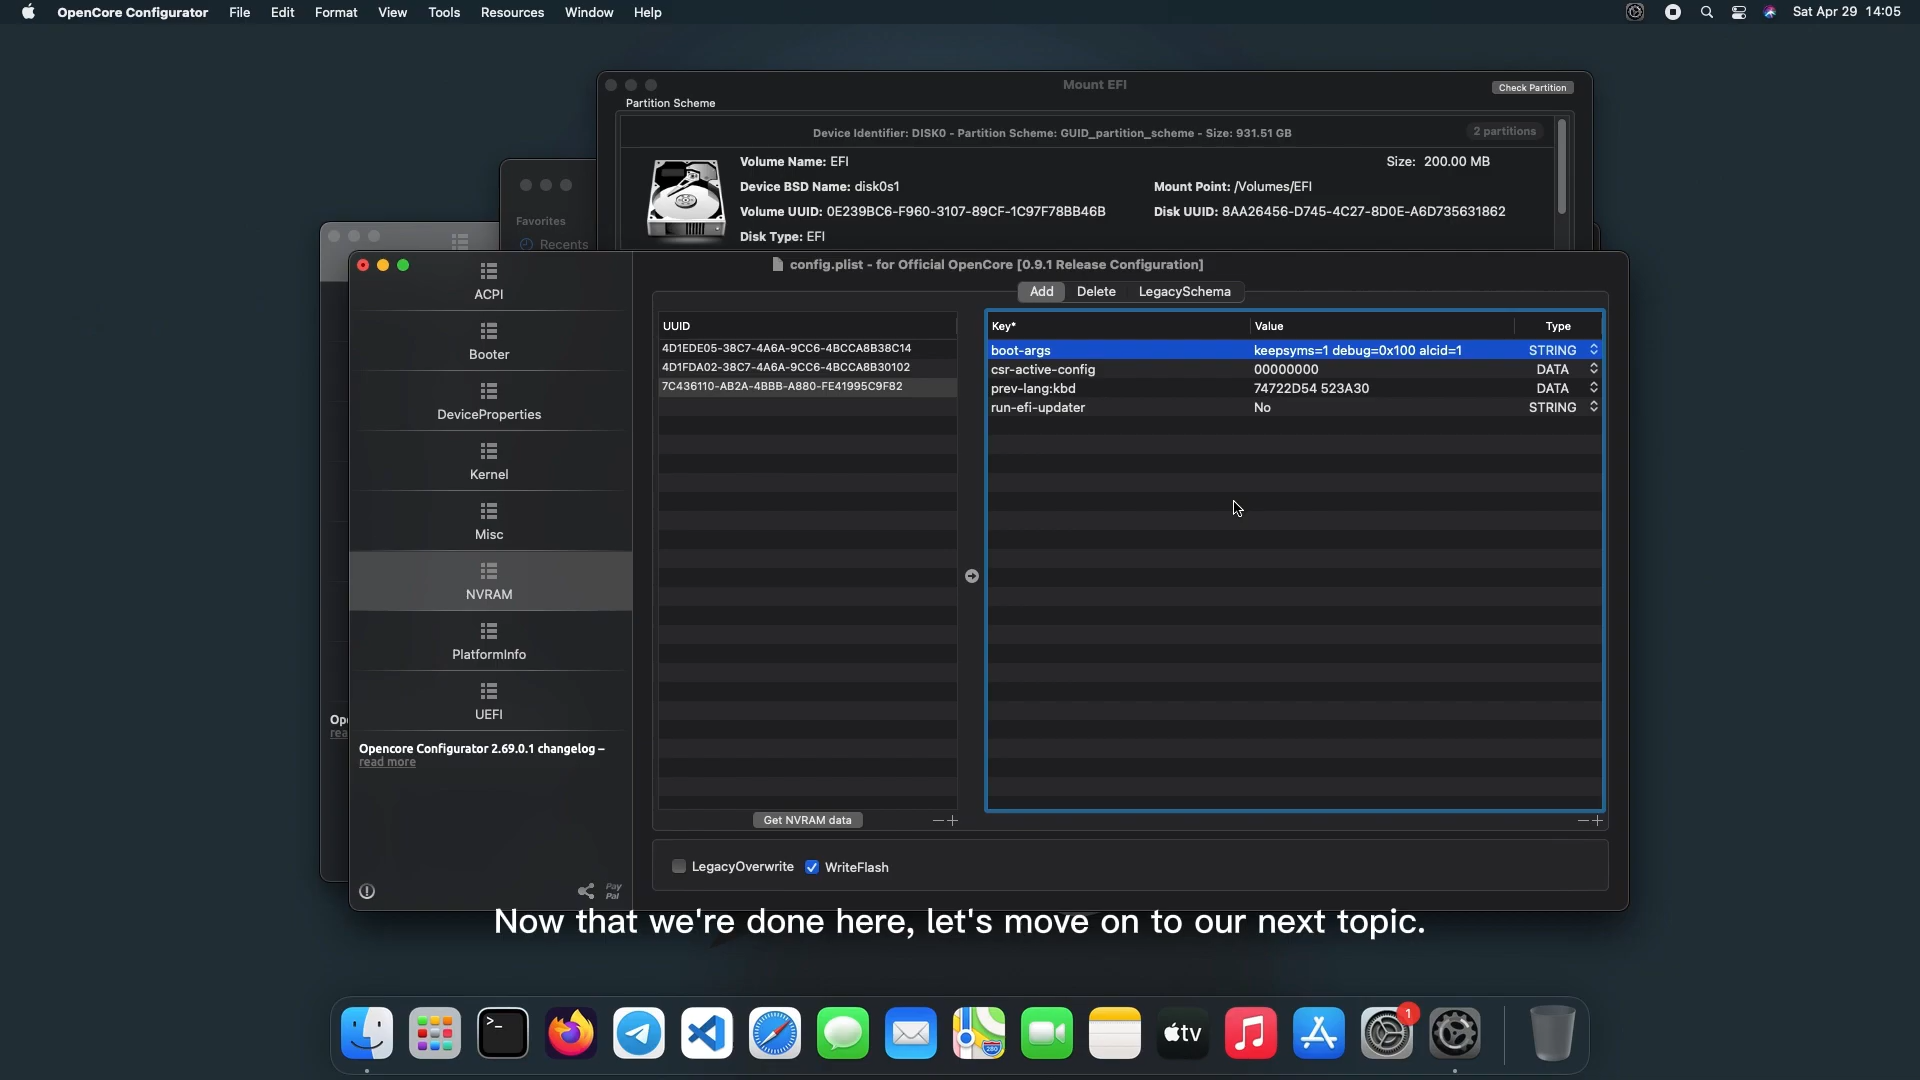 OpenCore Configurator File Edit Format View Tools Resources Window Help Sat Apr 29 14:05
Mount EFI
Check Partition
Partition Scheme
Device Identifier: DISK0 - Partition Scheme: GUID_partition_scheme - Size: 931.51 GB
2 partitions
Volume Name: EFI
Size: 200.00 MB
Device BSD Name: disk0s1
Mount Point: /Volumes/EFI
Volume UUID: 0E239BC6-F960-3107-89CF-1C97F78BB46B
Disk UUID: 8AA26456-D745-4C27-8D0E-A6D735631862
Disk Type: EFI
Favorites
Recents
config.plist - for Official OpenCore [0.9.1 Release Configuration]
ACPI
Booter
DeviceProperties
Kernel
Misc
NVRAM
PlatformInfo
UEFI
Opencore Configurator 2.69.0.1 changelog –
read more
Ope
rea
Pay
Pal
Add Delete LegacySchema
UUID
4D1EDE05-38C7-4A6A-9CC6-4BCCA8B38C14
4D1FDA02-38C7-4A6A-9CC6-4BCCA8B30102
7C436110-AB2A-4BBB-A880-FE41995C9F82
Key* Value Type
boot-args keepsyms=1 debug=0x100 alcid=1 STRING
csr-active-config 00000000 DATA
prev-lang:kbd 74722D54 523A30 DATA
run-efi-updater No STRING
Get NVRAM data
LegacyOverwrite WriteFlash
Now that we're done here, let's move on to our next topic.
280
tv
1